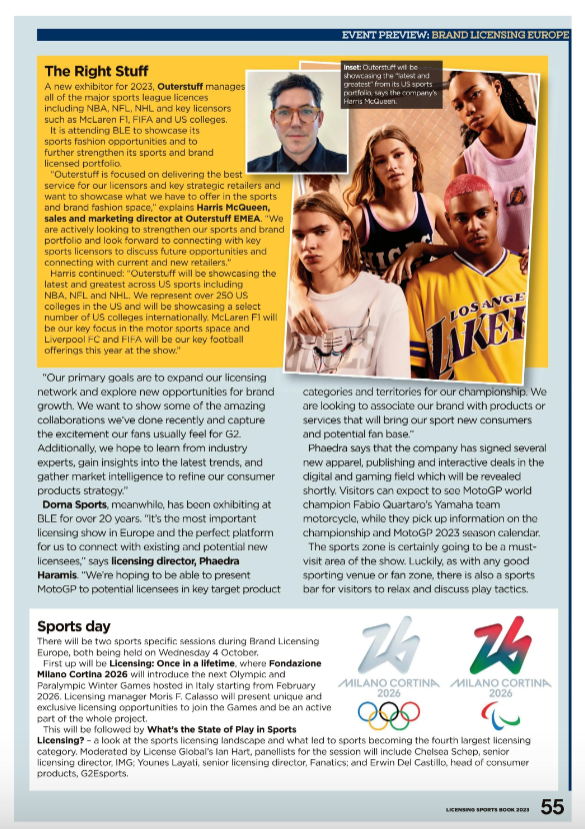 EVENT PREVIEW: BRAND LICENSING EUROPE
The Right Stuff
A new exhibitor for 2023, Outerstuff manages
all of the major sports league licences
including NBA, NFL, NHL and key licensors
such as McLaren F1, FIFA and US colleges.
It is attending BLE to showcase its
sports fashion opportunities and to
further strengthen its sports and brand
licensed portfolio.
"Outerstuff is focused on delivering the best
service for our licensors and key strategic retailers and
want to showcase what we have to offer in the sports
and brand fashion space," explains Harris McQueen,
sales and marketing director at Outerstuff EMEA. "We
are actively looking to strengthen our sports and brand
portfolio and look forward to connecting with key
sports licensors to discuss future opportunities and
connecting with current and new retailers."
Harris continued: "Outerstuff will be showcasing the
latest and greatest across US sports including
NBA, NFL and NHL. We represent over 250 US
colleges in the US and will be showcasing a select
number of US colleges internationally. McLaren F1 will
be our key focus in the motor sports space and
Liverpool FC and FIFA will be our key football
offerings this year at the show."
Inset: Outerstuff will be
showcasing the "latest and
greatest" from its US sports
portfolio, says the company's
Harris McQueen.
LOS ANGE
LAKE
"Our primary goals are to expand our licensing
network and explore new opportunities for brand
growth. We want to show some of the amazing
collaborations we've done recently and capture
the excitement our fans usually feel for G2.
Additionally, we hope to learn from industry
experts, gain insights into the latest trends, and
gather market intelligence to refine our consumer
products strategy."
Dorna Sports, meanwhile, has been exhibiting at
BLE for over 20 years. "It's the most important
licensing show in Europe and the perfect platform
for us to connect with existing and potential new
licensees," says licensing director, Phaedra
Haramis. "We're hoping to be able to present
MotoGP to potential licensees in key target product
categories and territories for our championship. We
are looking to associate our brand with products or
services that will bring our sport new consumers
and potential fan base."
Phaedra says that the company has signed several
new apparel, publishing and interactive deals in the
digital and gaming field which will be revealed
shortly. Visitors can expect to see MotoGP world
champion Fabio Quartaro's Yamaha team
motorcycle, while they pick up information on the
championship and MotoGP 2023 season calendar.
The sports zone is certainly going to be a must-
visit area of the show. Luckily, as with any good
sporting venue or fan zone, there is also a sports
bar for visitors to relax and discuss play tactics.
Sports day
There will be two sports specific sessions during Brand Licensing
Europe, both being held on Wednesday 4 October.
First up will be Licensing: Once in a lifetime, where Fondazione
Milano Cortina 2026 will introduce the next Olympic and
Paralympic Winter Games hosted in Italy starting from February
2026. Licensing manager Moris F. Calasso will present unique and
exclusive licensing opportunities to join the Games and be an active
part of the whole project.
This will be followed by What's the State of Play in Sports
Licensing? – a look at the sports licensing landscape and what led to sports becoming the fourth largest licensing
category. Moderated by License Global's Ian Hart, panellists for the session will include Chelsea Schep, senior
licensing director, IMG; Younes Layati, senior licensing director, Fanatics; and Erwin Del Castillo, head of consumer
products, G2Esports.
26
MILANO CORTINA
2026
26
MILANO CORTINA
2026
LICENSING SPORTS BOOK 2023 55